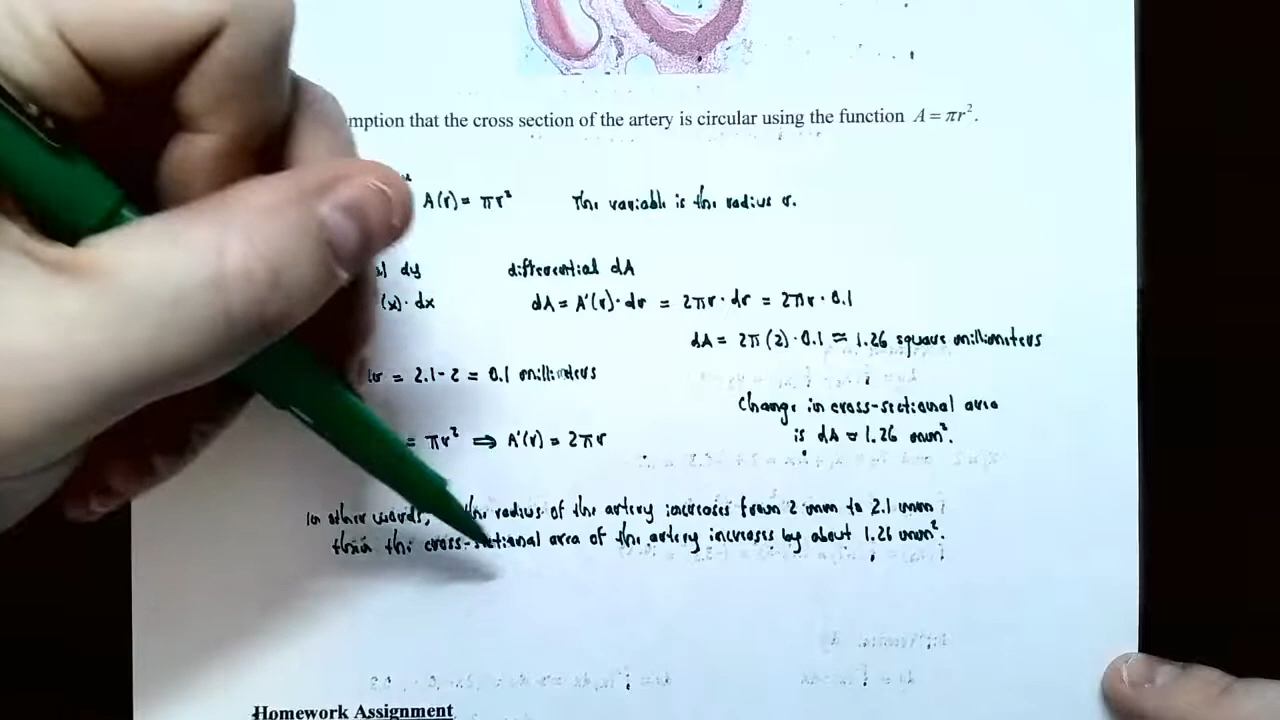 mption that the cross section of the artery is circular using the function A = πr².
A(r) = πr² The variable is the radius r.
dy differential dA
(x)· dx dA = A'(r)· dr = 2πr · dr = 2πr · 0.1
dA = 2π(2)·0.1 ≈ 1.26 square millimeters
= 2.1 - 2 = 0.1 millimeters
Change in cross-sectional area
is dA ≈ 1.26 mm².
= πr² ⇒ A'(r) = 2πr
In other words, the radius of the artery increases from 2 mm to 2.1 mm
then the cross-sectional area of the artery increases by about 1.26 mm².
Homework Assignment